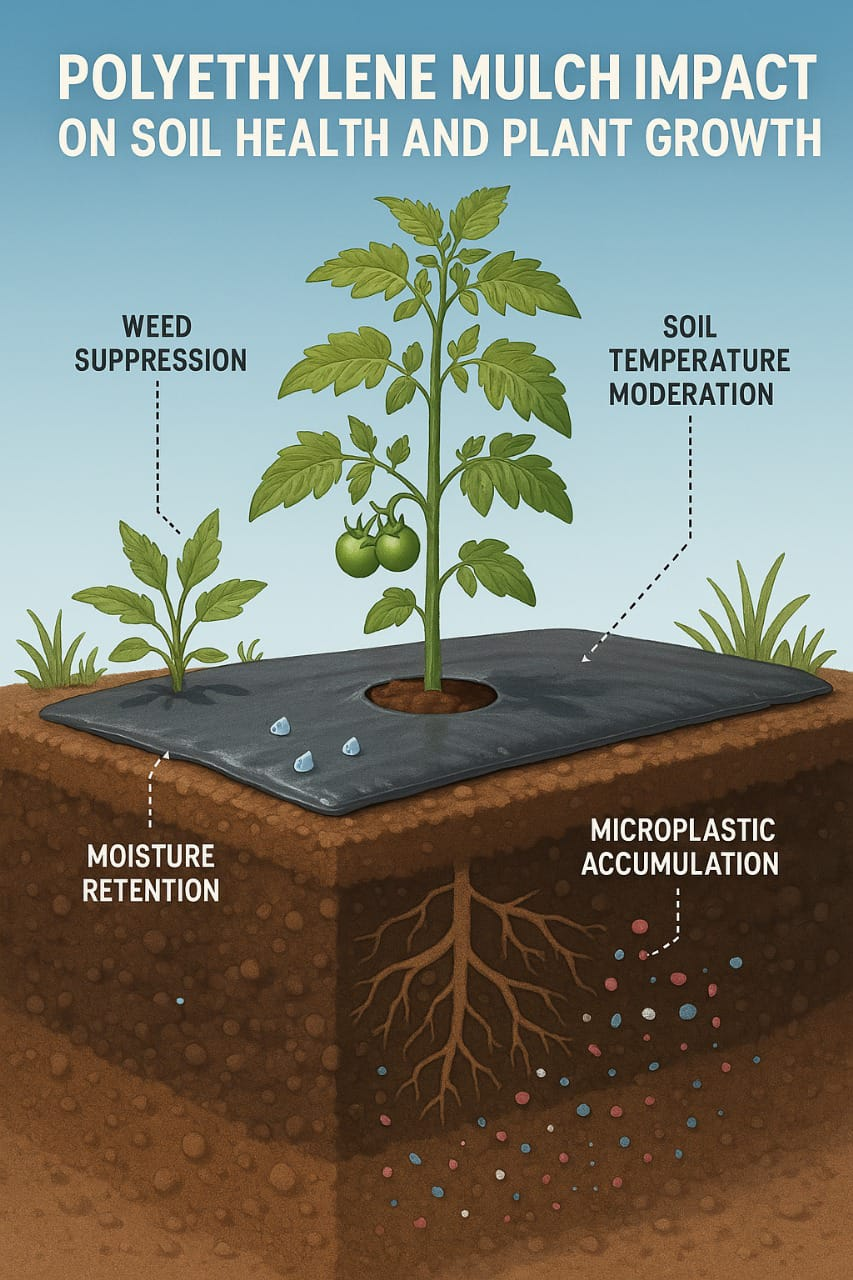 POLYETHYLENE MULCH IMPACT
ON SOIL HEALTH AND PLANT GROWTH
WEED
SUPPRESSION
SOIL
TEMPERATURE
MODERATION
MOISTURE
RETENTION
MICROPLASTIC
ACCUMULATION